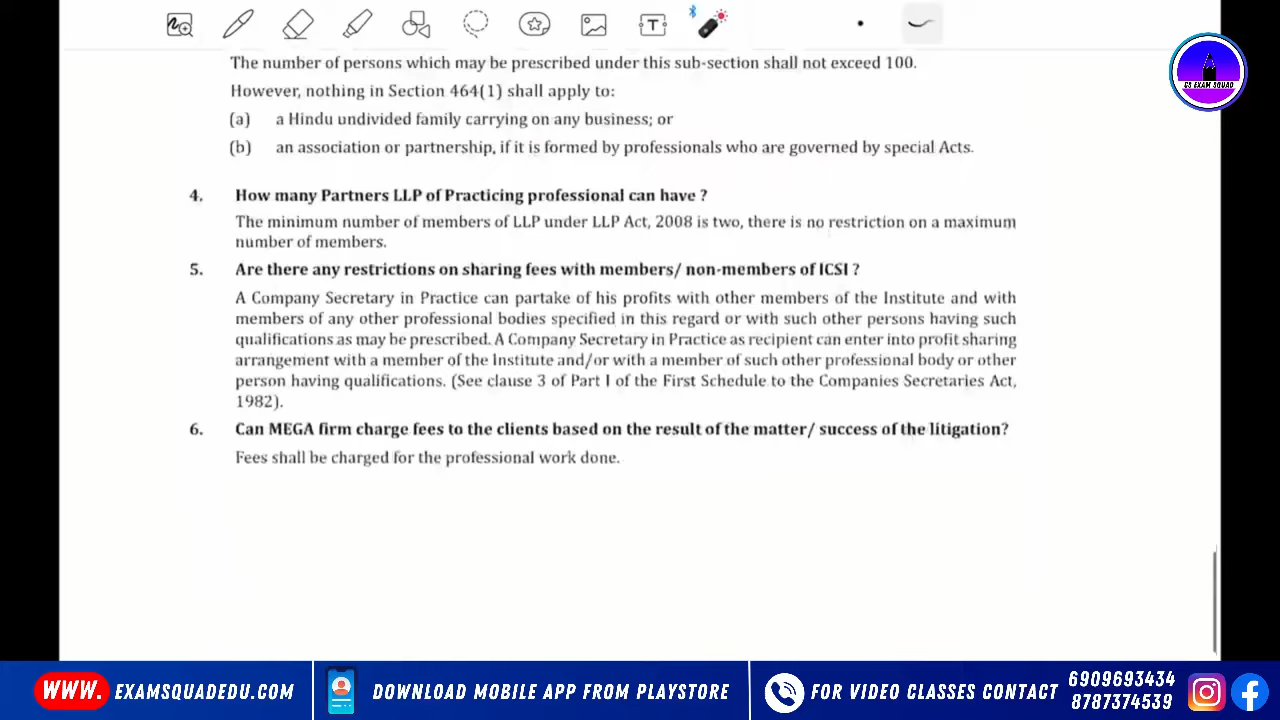 The number of persons which may be prescribed under this sub-section shall not exceed 100.
However, nothing in Section 464(1) shall apply to:
(a) a Hindu undivided family carrying on any business; or
(b) an association or partnership, if it is formed by professionals who are governed by special Acts.
4. How many Partners LLP of Practicing professional can have ?
The minimum number of members of LLP under LLP Act, 2008 is two, there is no restriction on a maximum
number of members.
5. Are there any restrictions on sharing fees with members/ non-members of ICSI ?
A Company Secretary in Practice can partake of his profits with other members of the Institute and with
members of any other professional bodies specified in this regard or with such other persons having such
qualifications as may be prescribed. A Company Secretary in Practice as recipient can enter into profit sharing
arrangement with a member of the Institute and/or with a member of such other professional body or other
person having qualifications. (See clause 3 of Part I of the First Schedule to the Companies Secretaries Act,
1982).
6. Can MEGA firm charge fees to the clients based on the result of the matter/ success of the litigation?
Fees shall be charged for the professional work done.
T
CS EXAM SQUAD
WWW. EXAMSQUADEDU.COM
DOWNLOAD MOBILE APP FROM PLAYSTORE
FOR VIDEO CLASSES CONTACT
6909693434
8787374539